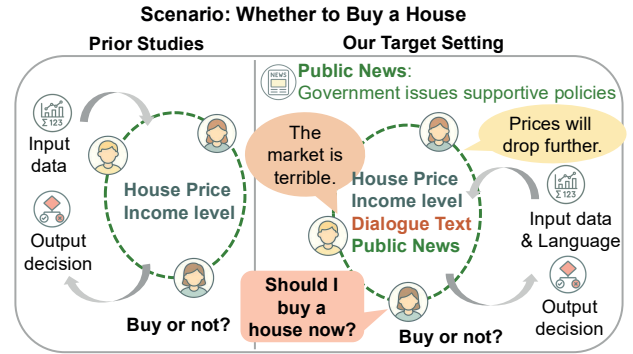 Scenario: Whether to Buy a House
Prior Studies
Σ 123
Input
data
House Price
Income level
Output
decision
Buy or not?
Our Target Setting
NEWS
Public News:
Government issues supportive policies
The
market is
terrible.
Prices will
drop further.
House Price
Income level
Dialogue Text
Public News
Σ 123
Input data
& Language
Should I
buy a
house now?
Buy or not?
Output
decision